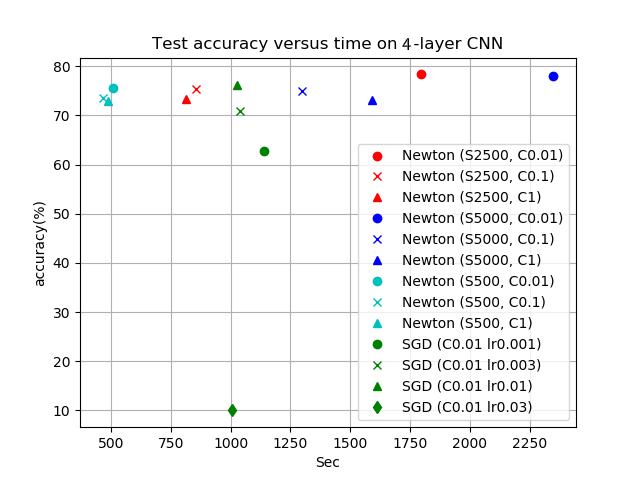 Test accuracy versus time on 4-layer CNN
80
70
60
50
40
30
20
10
accuracy(%)
Newton (S2500, C0.01)
Newton (S2500, C0.1)
Newton (S2500, C1)
Newton (S5000, C0.01)
Newton (S5000, C0.1)
Newton (S5000, C1)
Newton (S500, C0.01)
Newton (S500, C0.1)
Newton (S500, C1)
SGD (C0.01 lr0.001)
SGD (C0.01 lr0.003)
SGD (C0.01 lr0.01)
SGD (C0.01 lr0.03)
500 750 1000 1250 1500 1750 2000 2250
Sec